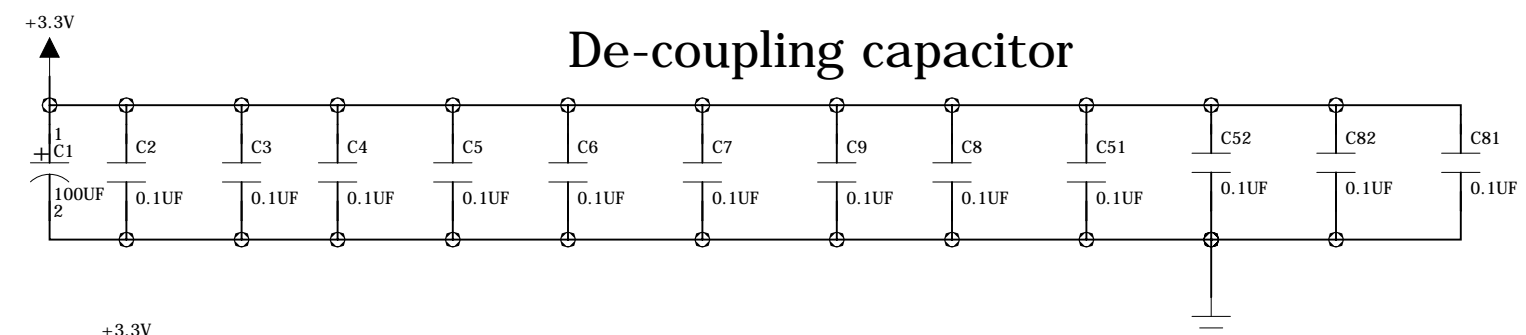 +3.3V
De-coupling capacitor
1
+
C1
100UF
2
C2
0.1UF
C3
0.1UF
C4
0.1UF
C5
0.1UF
C6
0.1UF
C7
0.1UF
C9
0.1UF
C8
0.1UF
C51
0.1UF
C52
0.1UF
C82
0.1UF
C81
0.1UF
+3.3V